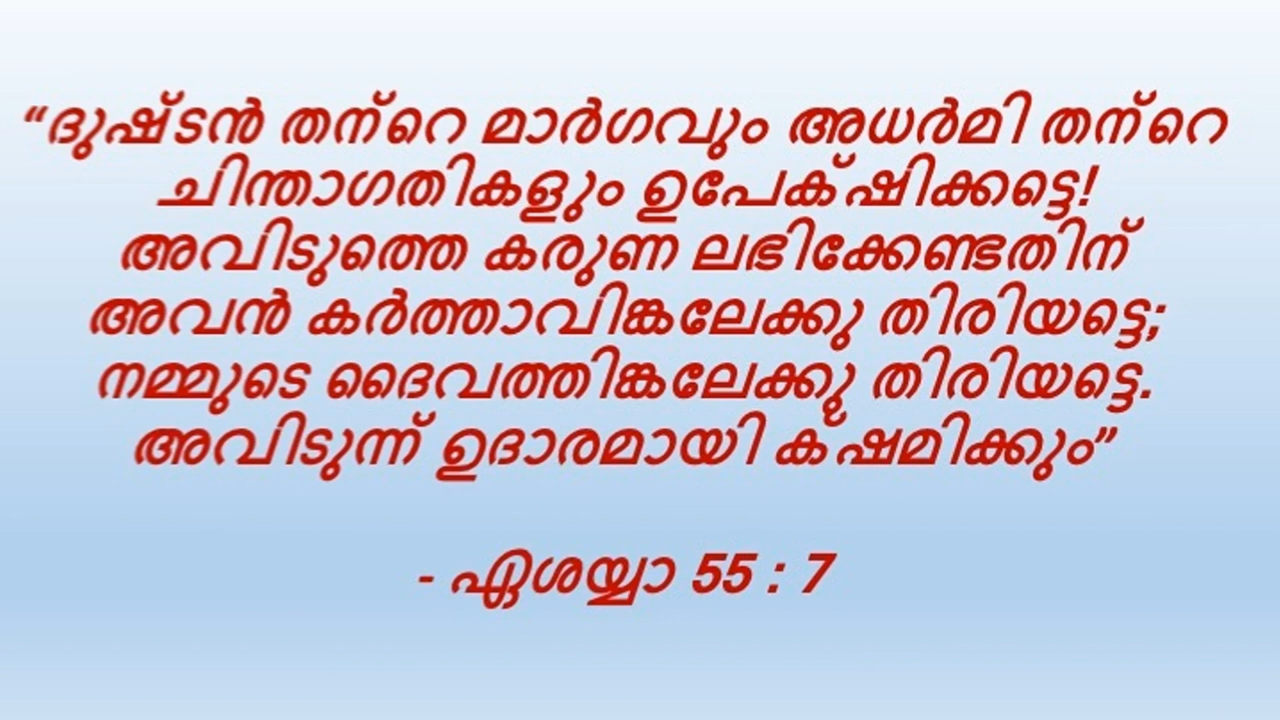 “ദുഷ്ടൻ തന്റെ മാർഗവും അധർമി തന്റെ
ചിന്താഗതികളും ഉപേക്ഷിക്കട്ടെ!
അവിടുത്തെ കരുണ ലഭിക്കേണ്ടതിന്
അവൻ കർത്താവിങ്കലേക്കു തിരിയട്ടെ;
നമ്മുടെ ദൈവത്തിങ്കലേക്കു തിരിയട്ടെ.
അവിടുന്ന് ഉദാരമായി ക്ഷമിക്കും”
- ഏശയ്യാ 55 : 7